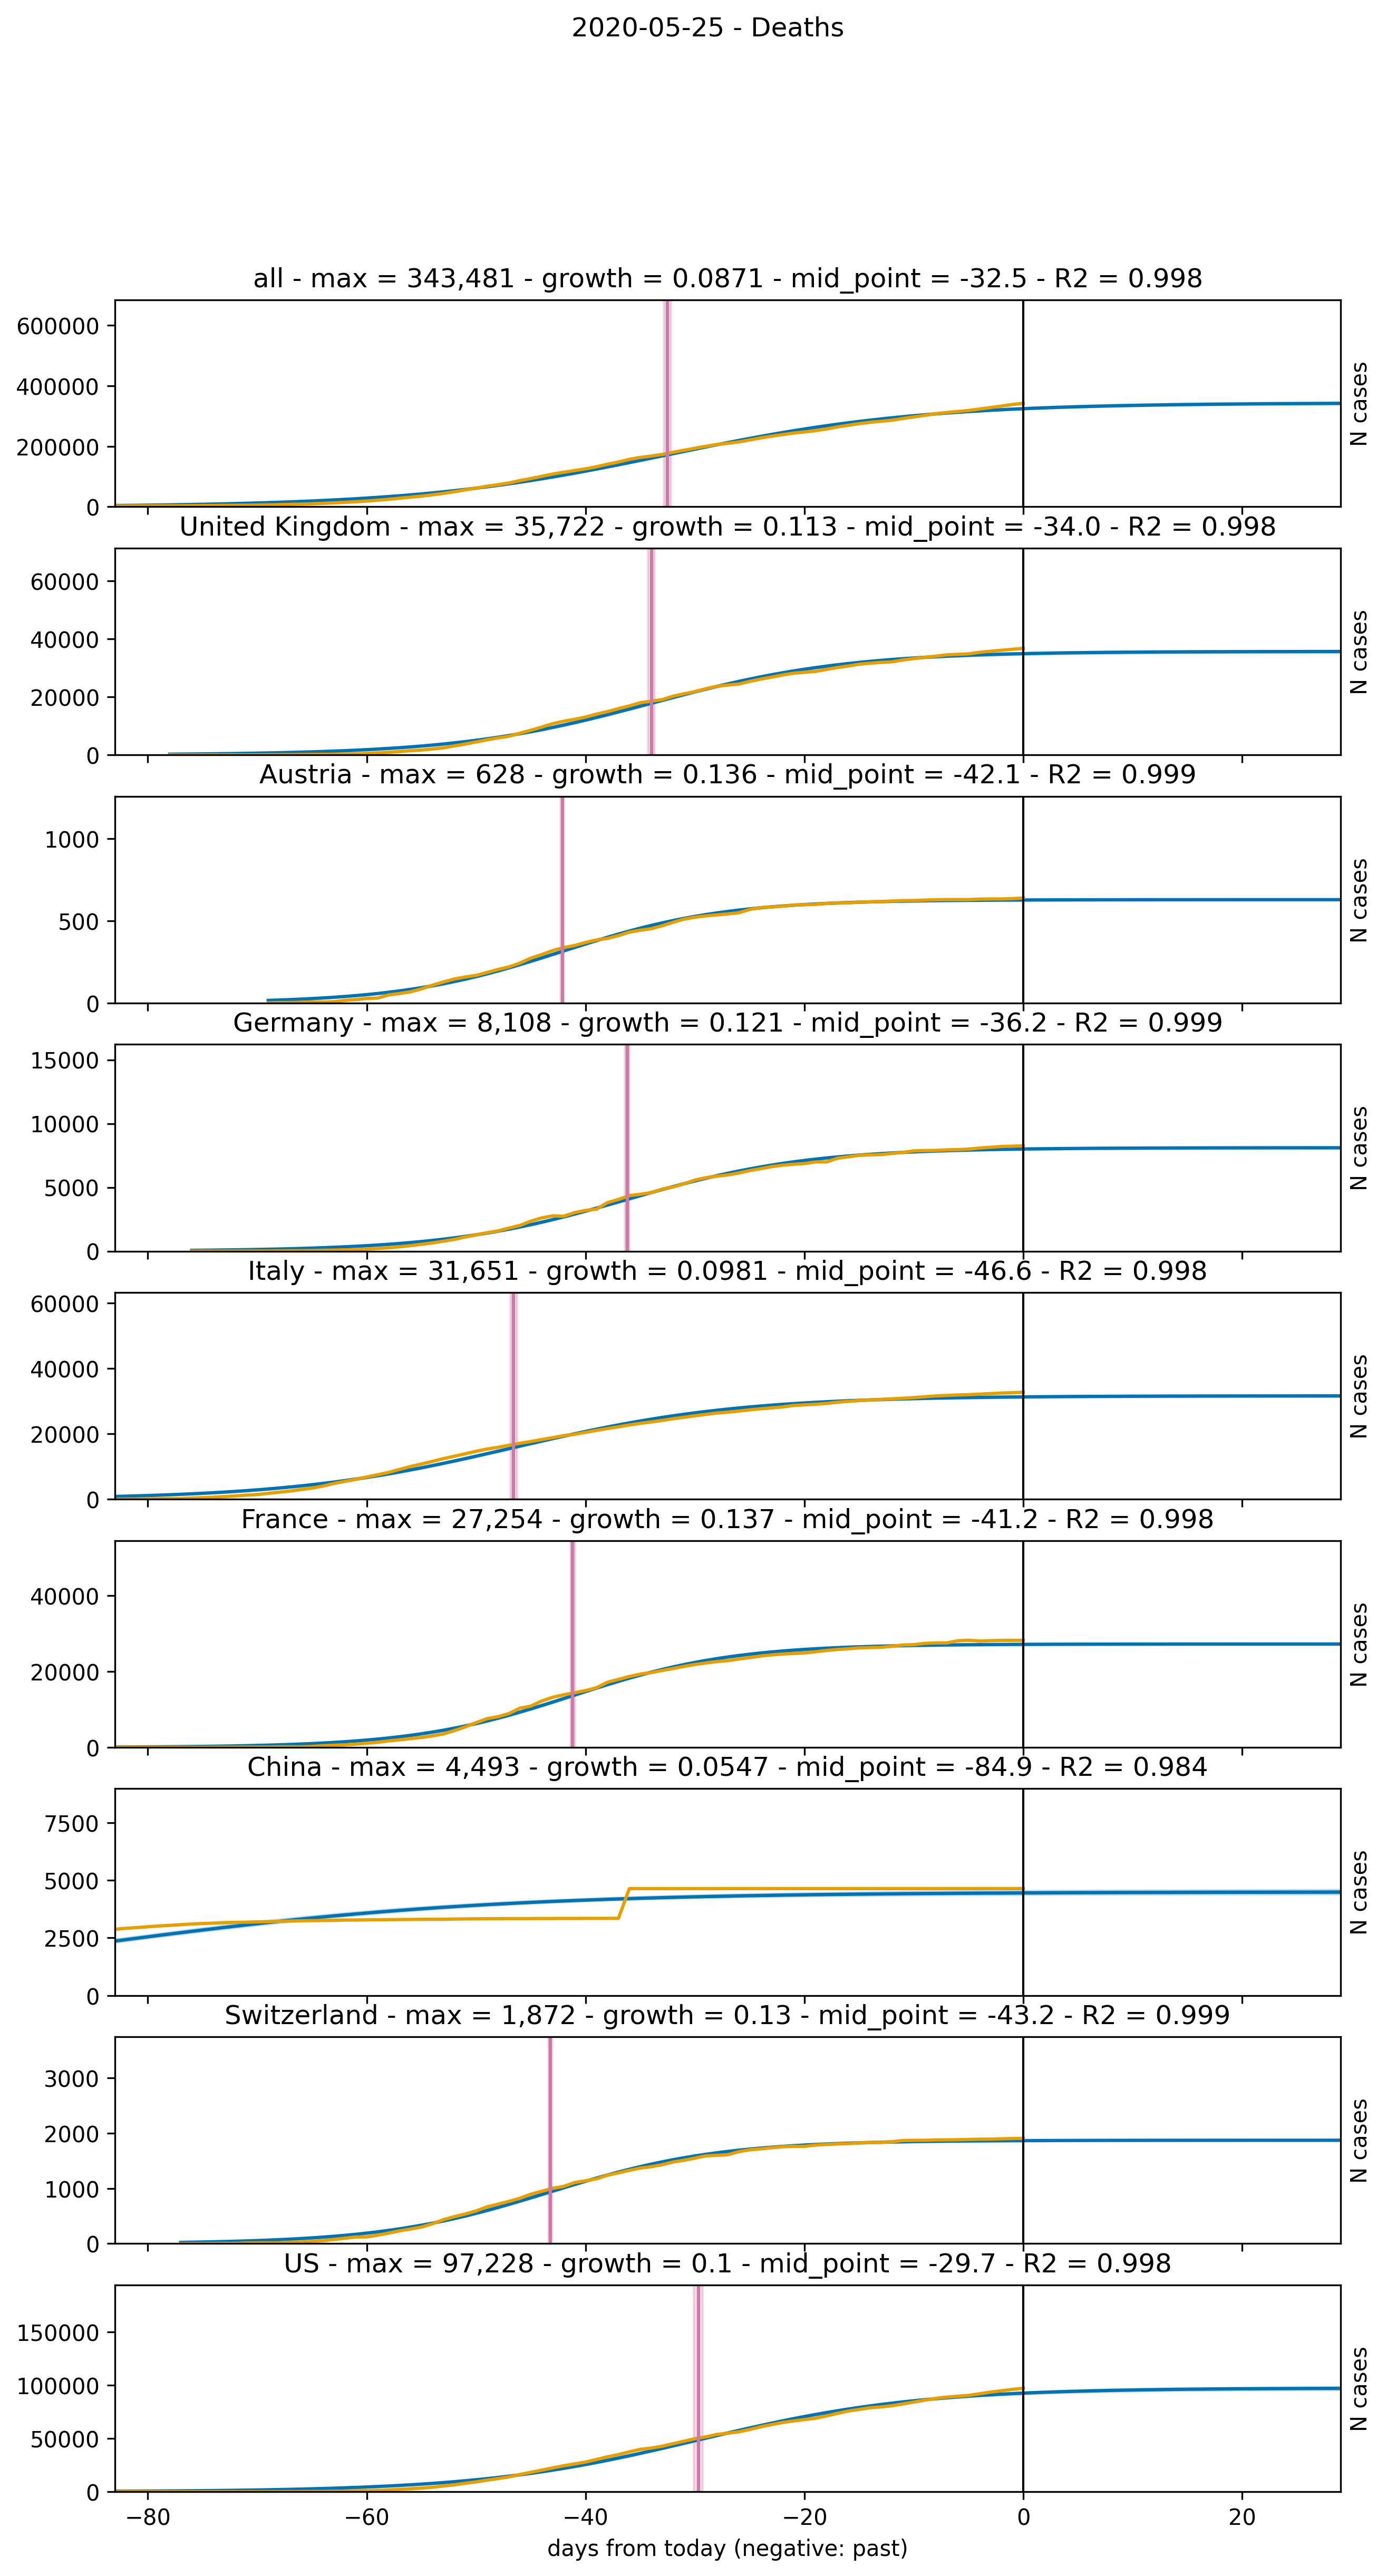 2020-05-25 - Deaths
all - max = 343,481 - growth = 0.0871 - mid_point = -32.5 - R2 = 0.998
600000
400000
200000
0
N cases
United Kingdom - max = 35,722 - growth = 0.113 - mid_point = -34.0 - R2 = 0.998
60000
40000
20000
0
N cases
Austria - max = 628 - growth = 0.136 - mid_point = -42.1 - R2 = 0.999
1000
500
0
N cases
Germany - max = 8,108 - growth = 0.121 - mid_point = -36.2 - R2 = 0.999
15000
10000
5000
0
N cases
Italy - max = 31,651 - growth = 0.0981 - mid_point = -46.6 - R2 = 0.998
60000
40000
20000
0
N cases
France - max = 27,254 - growth = 0.137 - mid_point = -41.2 - R2 = 0.998
40000
20000
0
N cases
China - max = 4,493 - growth = 0.0547 - mid_point = -84.9 - R2 = 0.984
7500
5000
2500
0
N cases
Switzerland - max = 1,872 - growth = 0.13 - mid_point = -43.2 - R2 = 0.999
3000
2000
1000
0
N cases
US - max = 97,228 - growth = 0.1 - mid_point = -29.7 - R2 = 0.998
150000
100000
50000
0
N cases
−80 −60 −40 −20 0 20
days from today (negative: past)